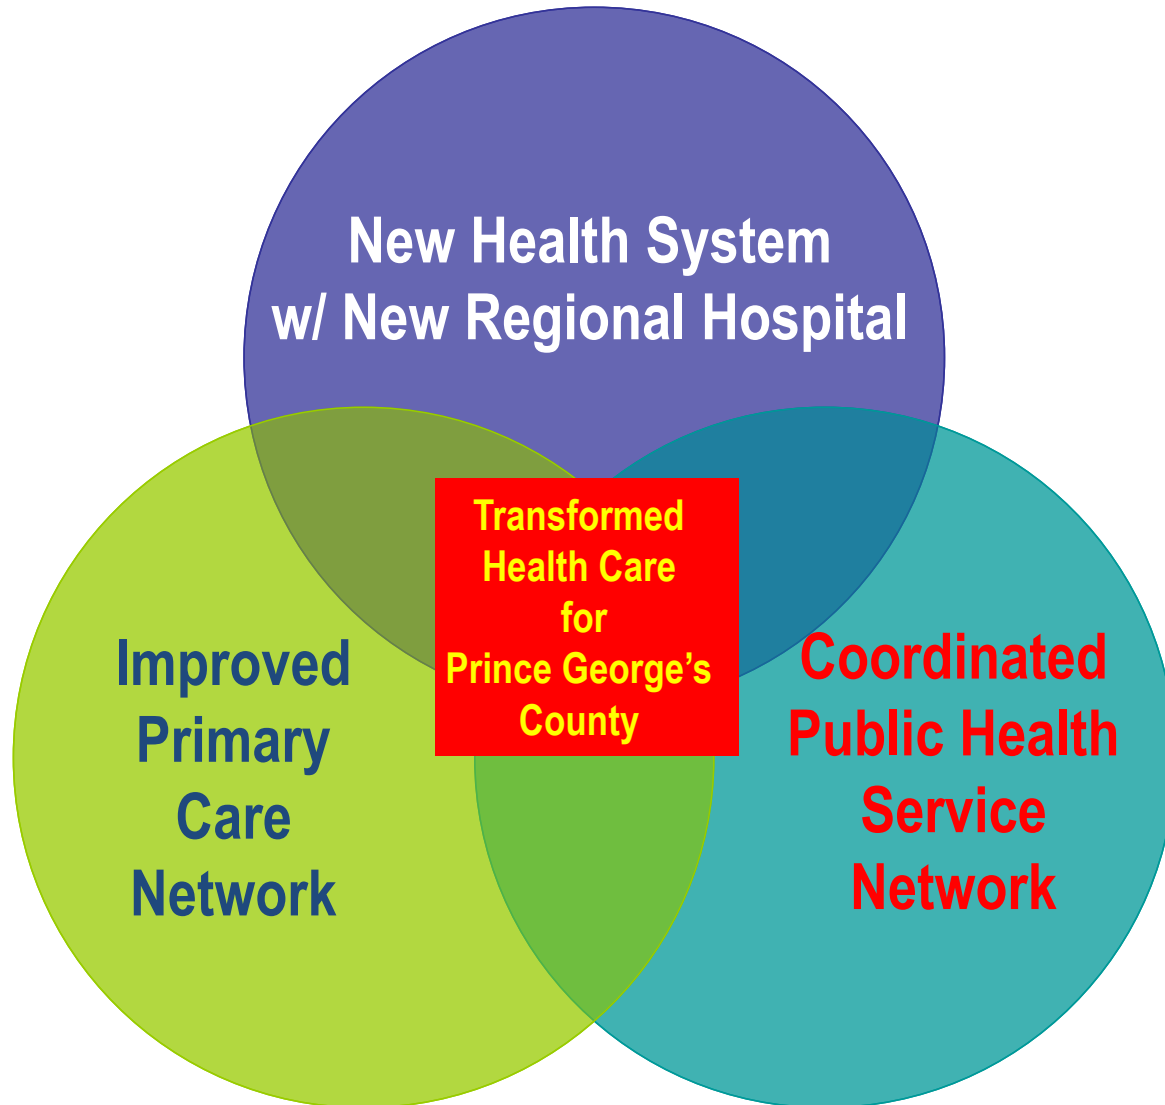 New Health System
w/ New Regional Hospital
Transformed
Health Care
for
Prince George’s
County
Improved
Primary
Care
Network
Coordinated
Public Health
Service
Network